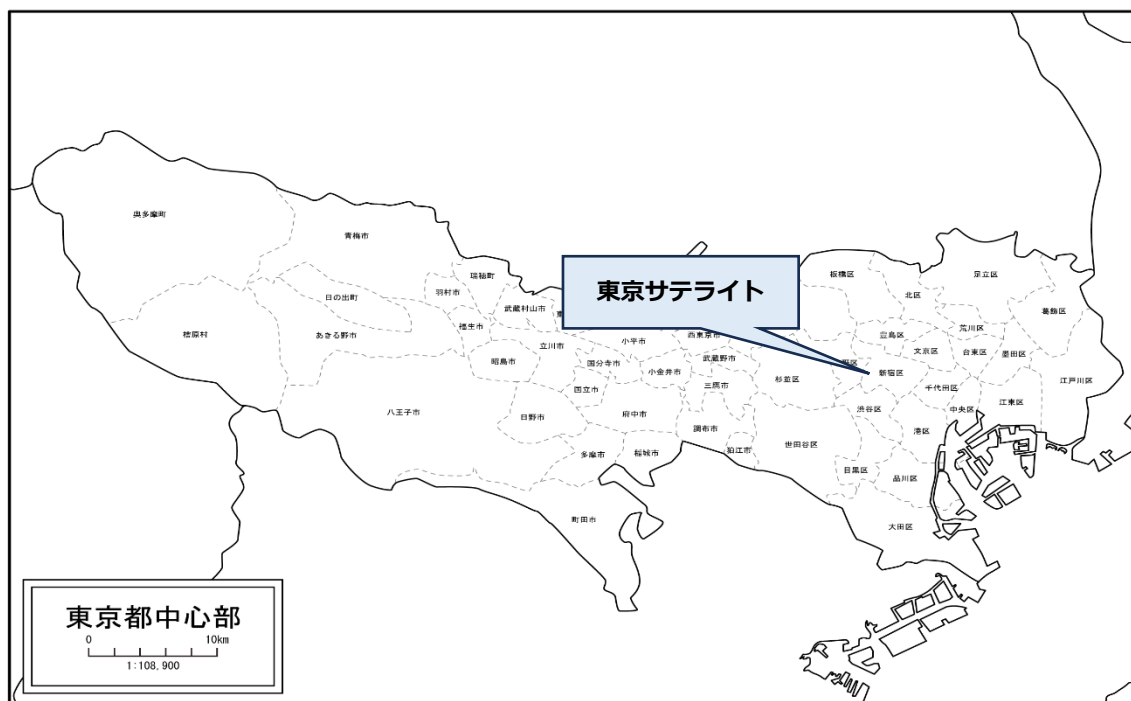 奥多摩町
青梅市
瑞穂町
羽村市
日の出町
武蔵村山市
福生市
桧原村
あきる野市
昭島市
立川市
八王子市
日野市
国分寺市
国立市
小平市
小金井市
府中市
多摩市
稲城市
町田市
東京サテライト
西東京市
武蔵野市
三鷹市
調布市
狛江市
板橋区
北区
足立区
葛飾区
豊島区
荒川区
文京区
台東区
墨田区
杉並区
新宿区
千代田区
江戸川区
渋谷区
中央区
江東区
港区
世田谷区
目黒区
品川区
大田区
東京都中心部
0 10km
1:108,900